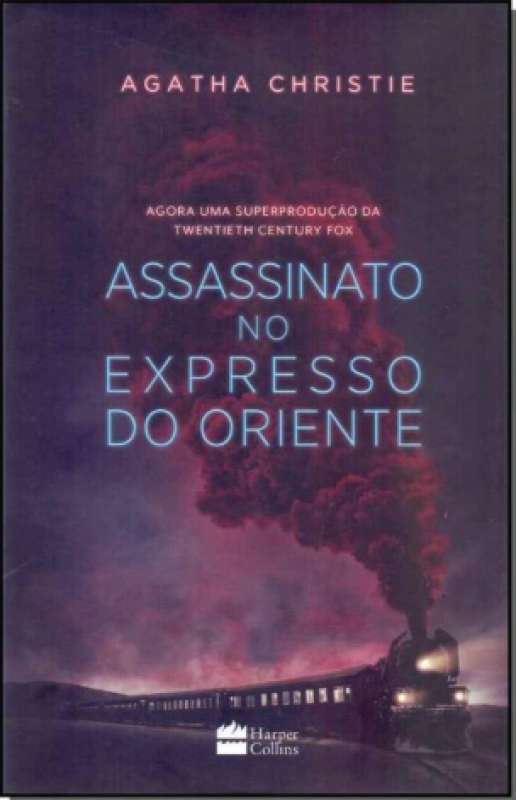 AGATHA CHRISTIE
AGORA UMA SUPERPRODUÇÃO DA
TWENTIETH CENTURY FOX
ASSASSINATO
NO
EXPRESSO
DO ORIENTE
Harper
Collins